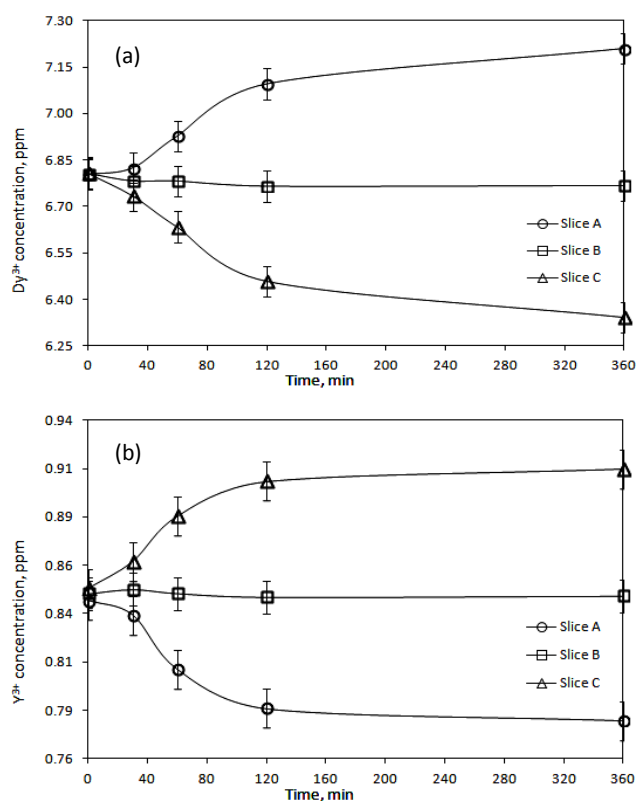 (a)
Dy³⁺ concentration, ppm
7.30
7.15
7.00
6.85
6.70
6.55
6.40
6.25
Slice A
Slice B
Slice C
0 40 80 120 160 200 240 280 320 360
Time, min
(b)
Y³⁺ concentration, ppm
0.94
0.91
0.89
0.86
0.84
0.81
0.79
0.76
Slice A
Slice B
Slice C
0 40 80 120 160 200 240 280 320 360
Time, min